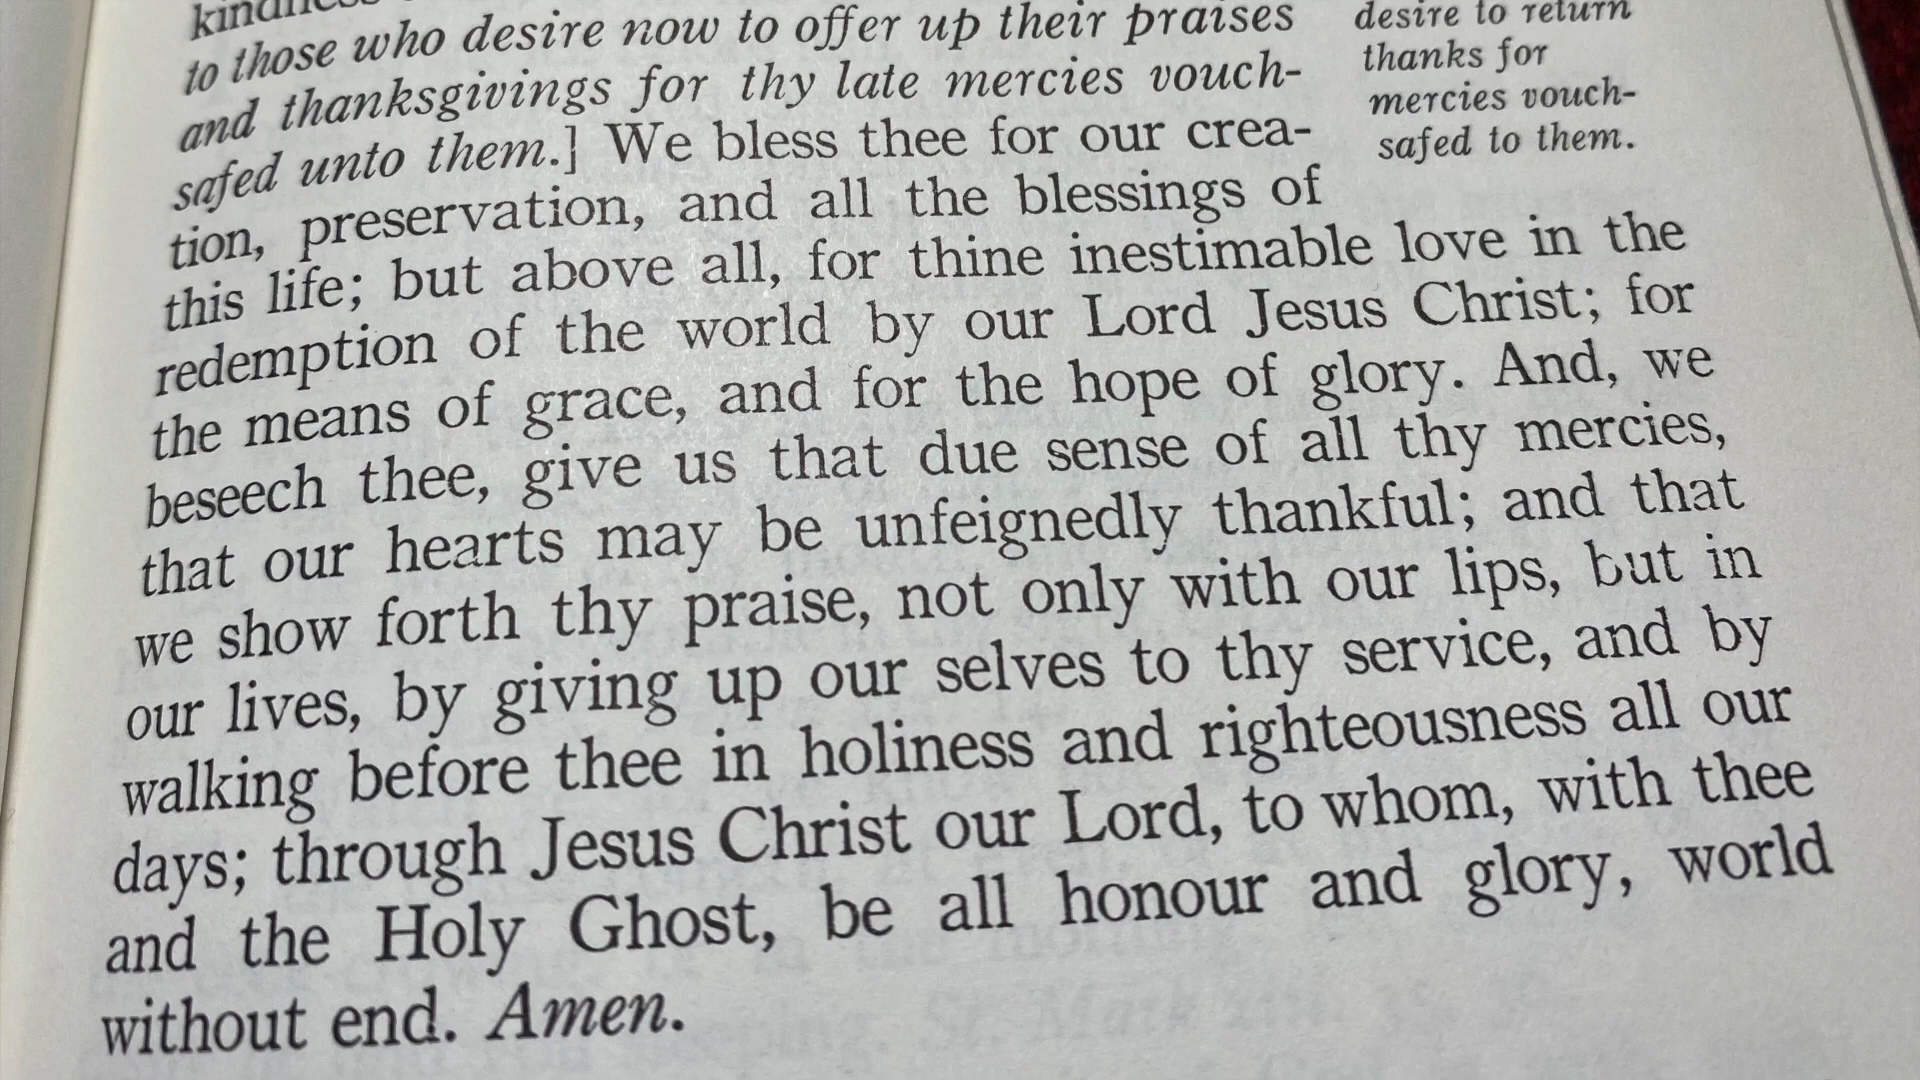 kindness
to those who desire now to offer up their praises
and thanksgivings for thy late mercies vouch-
safed unto them.] We bless thee for our crea-
tion, preservation, and all the blessings of
this life; but above all, for thine inestimable love in the
redemption of the world by our Lord Jesus Christ; for
the means of grace, and for the hope of glory. And, we
beseech thee, give us that due sense of all thy mercies,
that our hearts may be unfeignedly thankful; and that
we show forth thy praise, not only with our lips, but in
our lives, by giving up our selves to thy service, and by
walking before thee in holiness and righteousness all our
days; through Jesus Christ our Lord, to whom, with thee
and the Holy Ghost, be all honour and glory, world
without end. Amen.
desire to return
thanks for
mercies vouch-
safed to them.